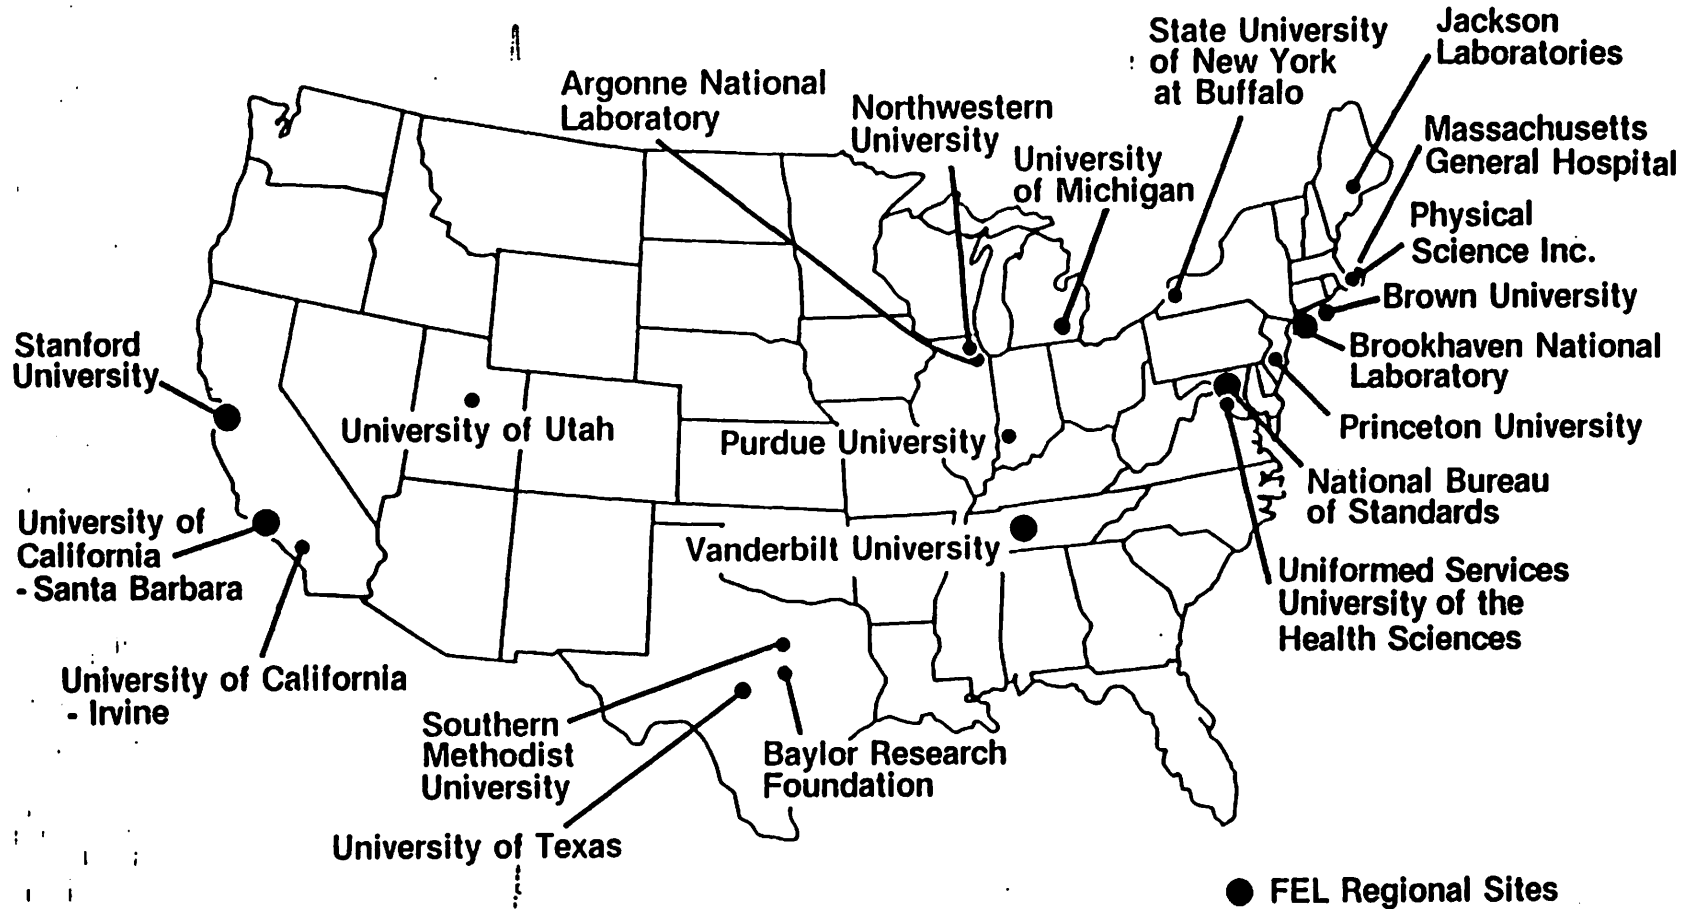 State University
of New York
at Buffalo
Jackson
Laboratories
Argonne National
Laboratory
Northwestern
University
University
of Michigan
Massachusetts
General Hospital
Physical
Science Inc.
Brown University
Brookhaven National
Laboratory
Princeton University
National Bureau
of Standards
Uniformed Services
University of the
Health Sciences
Stanford
University
University of Utah
Purdue University
University of
California
- Santa Barbara
Vanderbilt University
University of California
- Irvine
Southern
Methodist
University
Baylor Research
Foundation
University of Texas
FEL Regional Sites